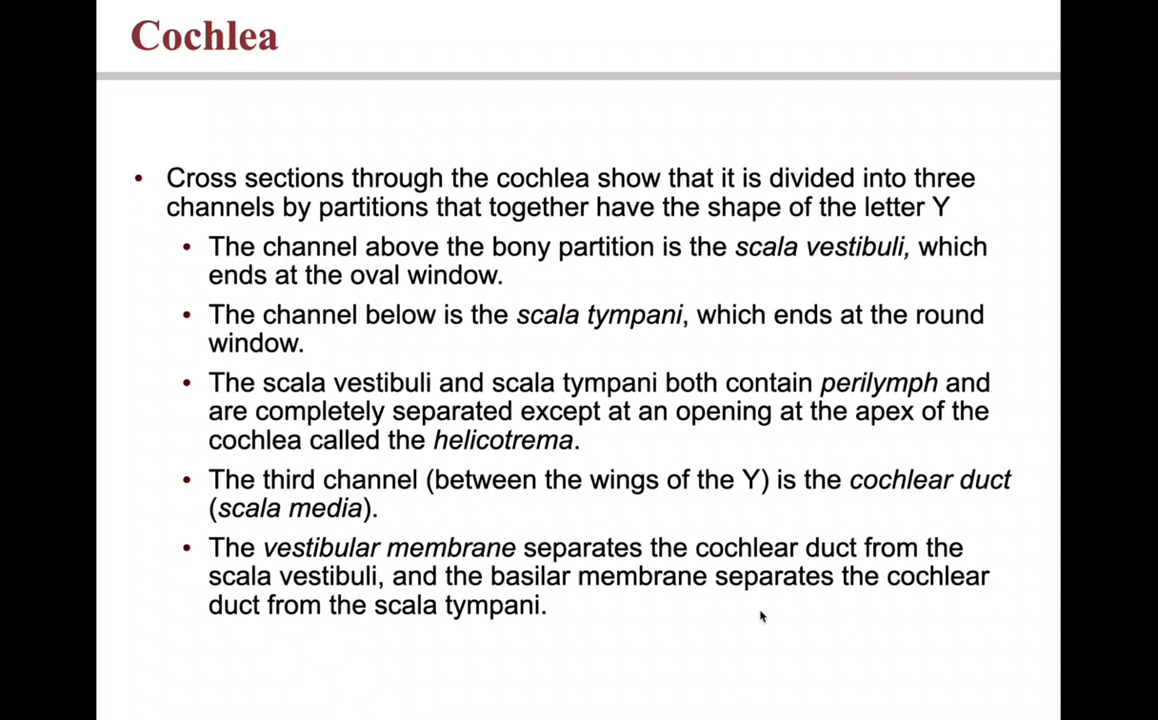 Cochlea
• Cross sections through the cochlea show that it is divided into three
channels by partitions that together have the shape of the letter Y
• The channel above the bony partition is the scala vestibuli, which
ends at the oval window.
• The channel below is the scala tympani, which ends at the round
window.
• The scala vestibuli and scala tympani both contain perilymph and
are completely separated except at an opening at the apex of the
cochlea called the helicotrema.
• The third channel (between the wings of the Y) is the cochlear duct
(scala media).
• The vestibular membrane separates the cochlear duct from the
scala vestibuli, and the basilar membrane separates the cochlear
duct from the scala tympani.